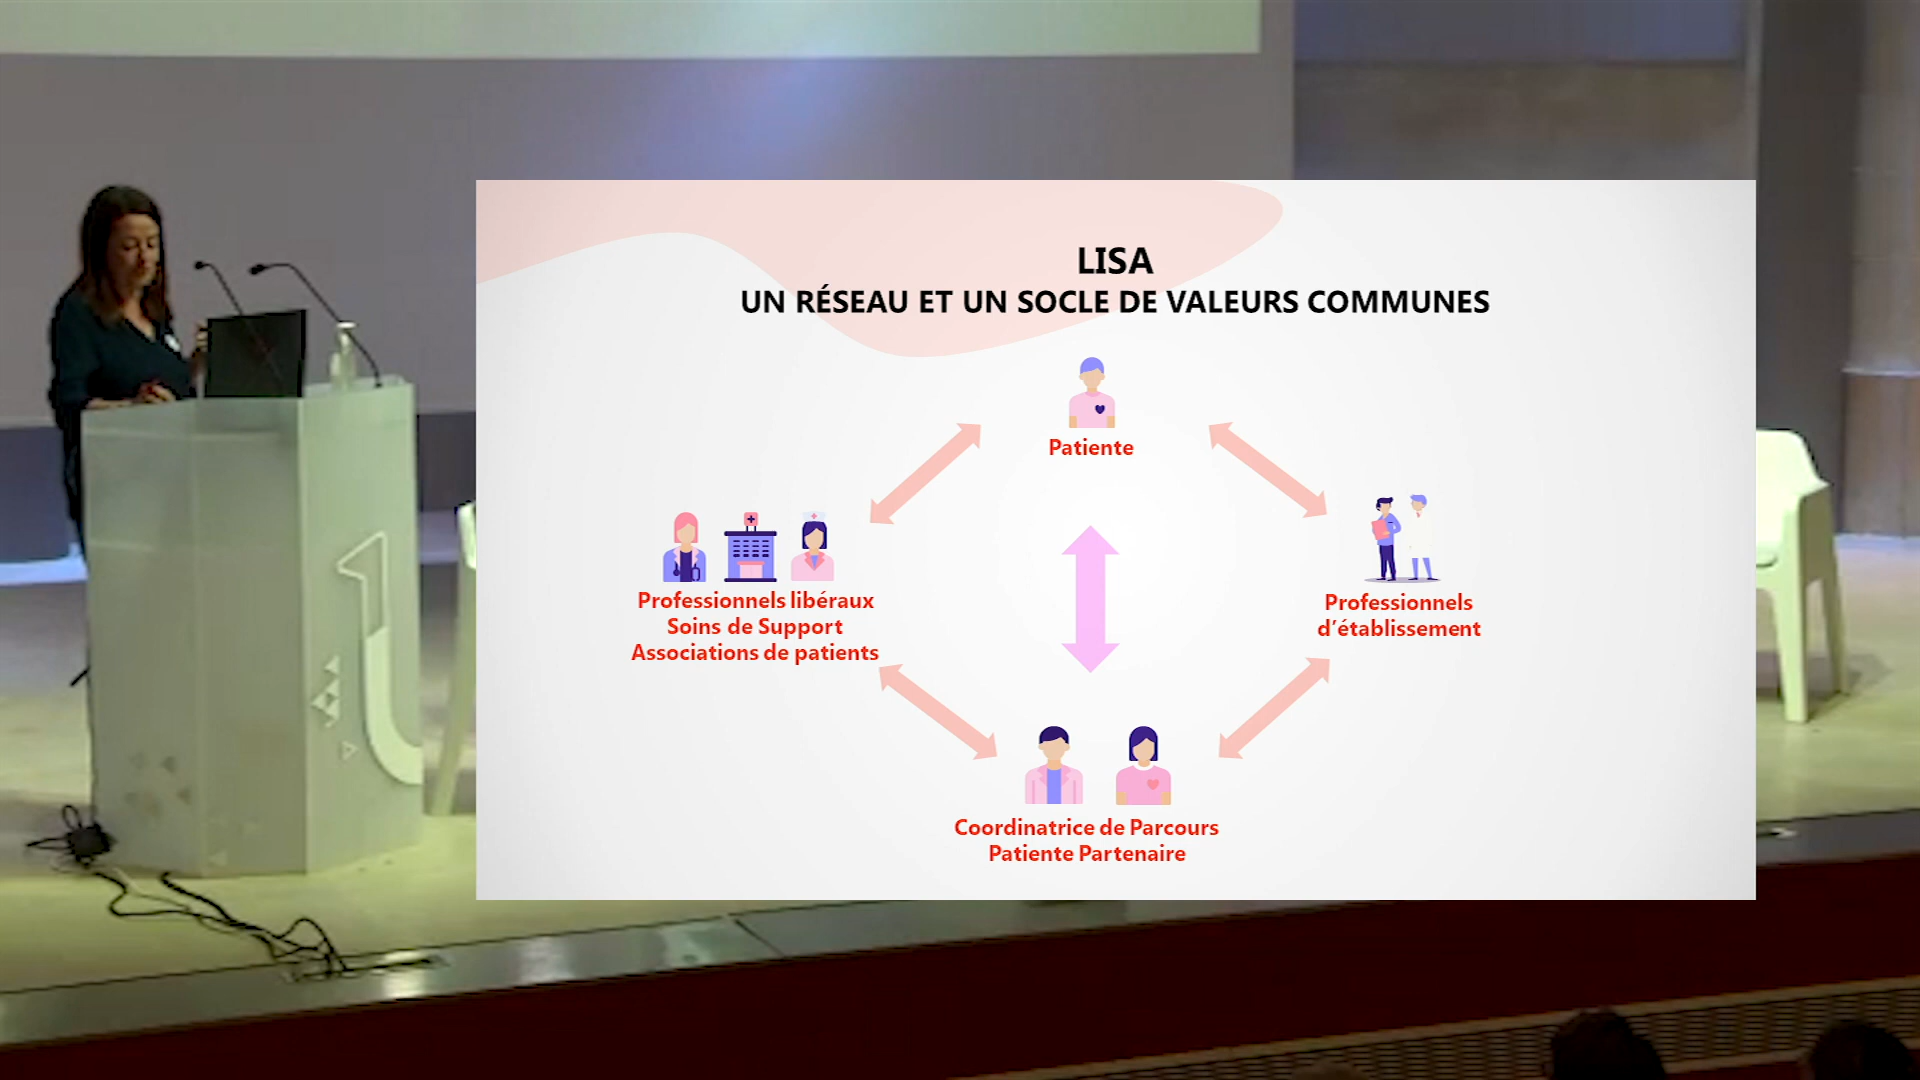 LISA
UN RÉSEAU ET UN SOCLE DE VALEURS COMMUNES
Patiente
Professionnels libéraux
Soins de Support
Associations de patients
Professionnels
d'établissement
Coordinatrice de Parcours
Patiente Partenaire